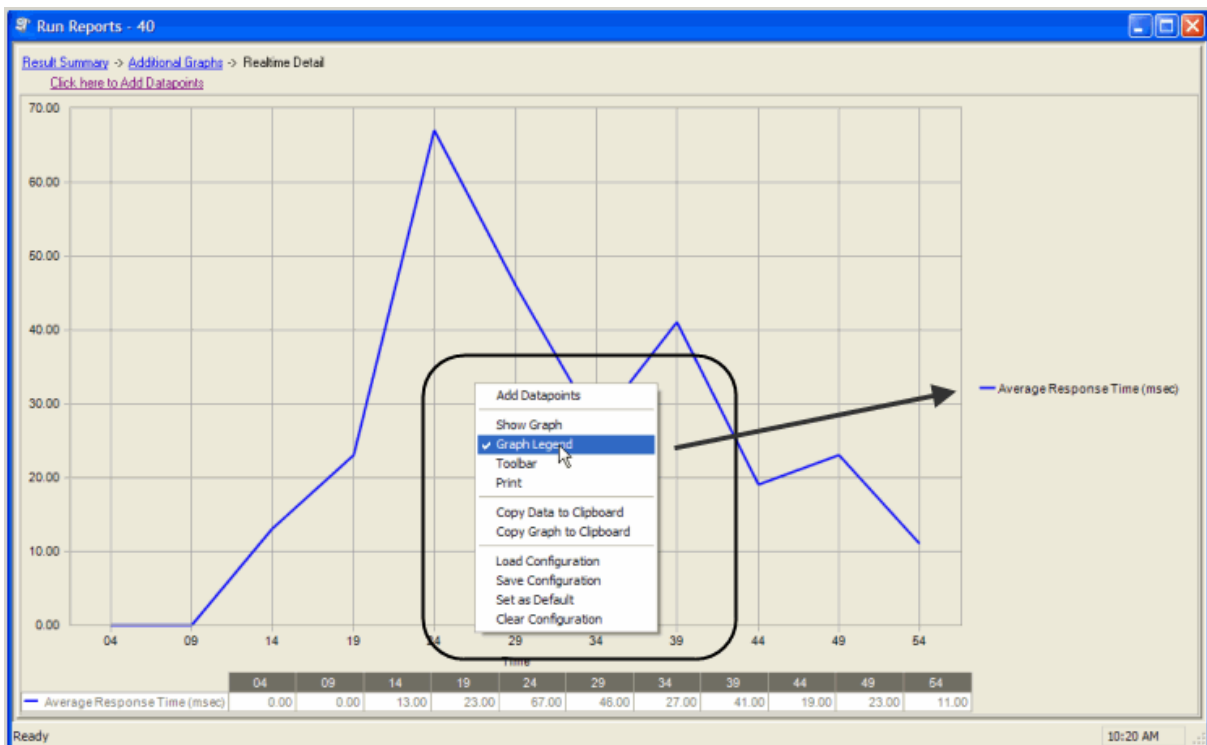 Run Reports - 40
Result Summary -> Additional Graphs -> Realtime Detail
Click here to Add Datapoints
70.00
60.00
50.00
40.00
30.00
20.00
10.00
0.00
Add Datapoints
Show Graph
Graph Legend
Toolbar
Print
Copy Data to Clipboard
Copy Graph to Clipboard
Load Configuration
Save Configuration
Set as Default
Clear Configuration
Average Response Time (msec)
04 09 14 19 24 29 34 39 44 49 54
Time
04 09 14 19 24 29 34 39 44 49 54
Average Response Time (msec) 0.00 0.00 13.00 23.00 67.00 46.00 27.00 41.00 19.00 23.00 11.00
Ready 10:20 AM